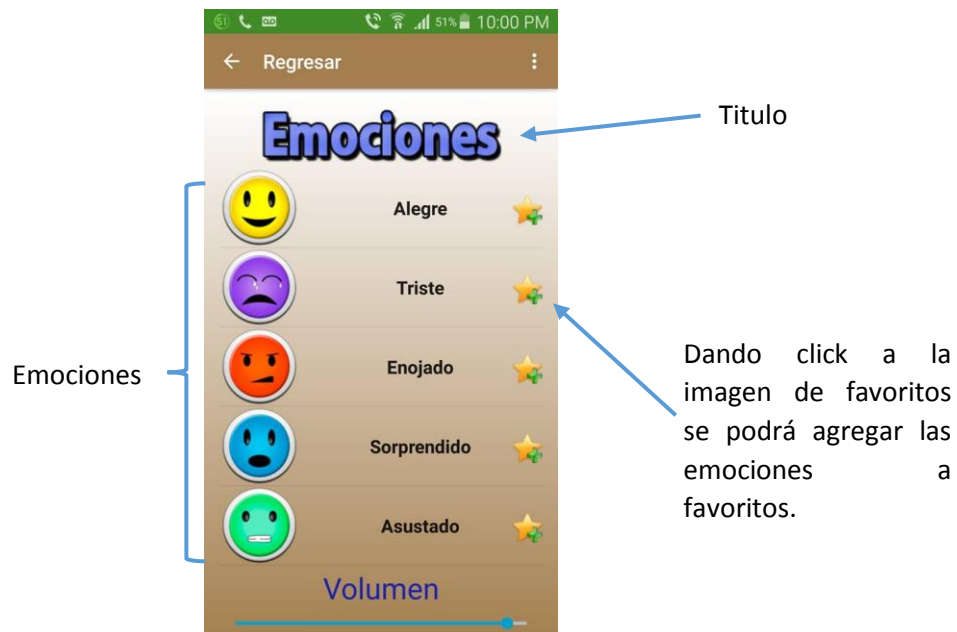 51 51% 10:00 PM
Regresar
Titulo
Emociones
Alegre
Triste
Emociones
Enojado
Dando click a la
imagen de favoritos
se podrá agregar las
emociones a
favoritos.
Sorprendido
Asustado
Volumen